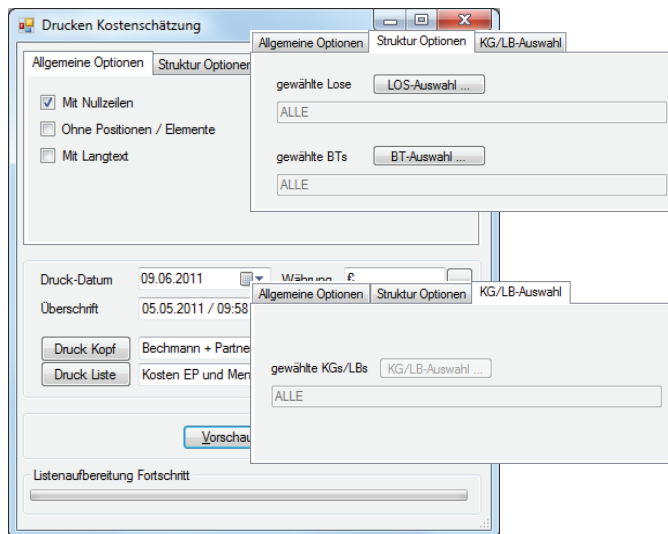 Drucken Kostenschätzung
Allgemeine Optionen Struktur Optionen
Mit Nullzeilen
Ohne Positionen / Elemente
Mit Langtext
Druck-Datum 09.06.2011 Währung €
Überschrift 05.05.2011 / 09:58
Druck Kopf Bechmann +
Druck Liste Kosten EP und
Vorschau
Listenaufbereitung Fortschritt
Allgemeine Optionen Struktur Optionen KG/LB-Auswahl
gewählte Lose LOS-Auswahl ...
ALLE
gewählte BTs BT-Auswahl ...
ALLE
Allgemeine Optionen Struktur Optionen KG/LB-Auswahl
gewählte KGs/LBs KG/LB-Auswahl ...
ALLE